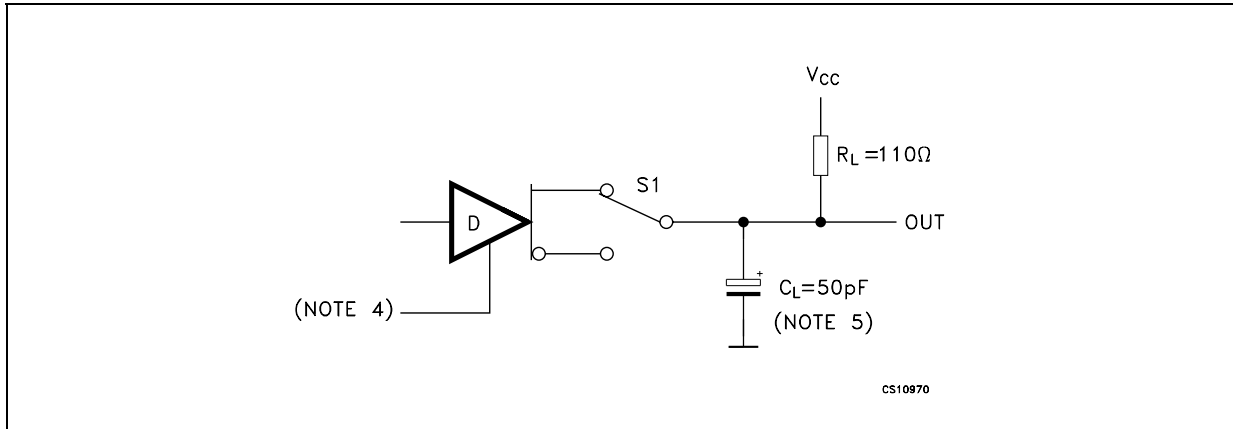 VCC
RL=110Ω
S1
D
OUT
(NOTE 4)
+
CL=50pF
(NOTE 5)
CS10970